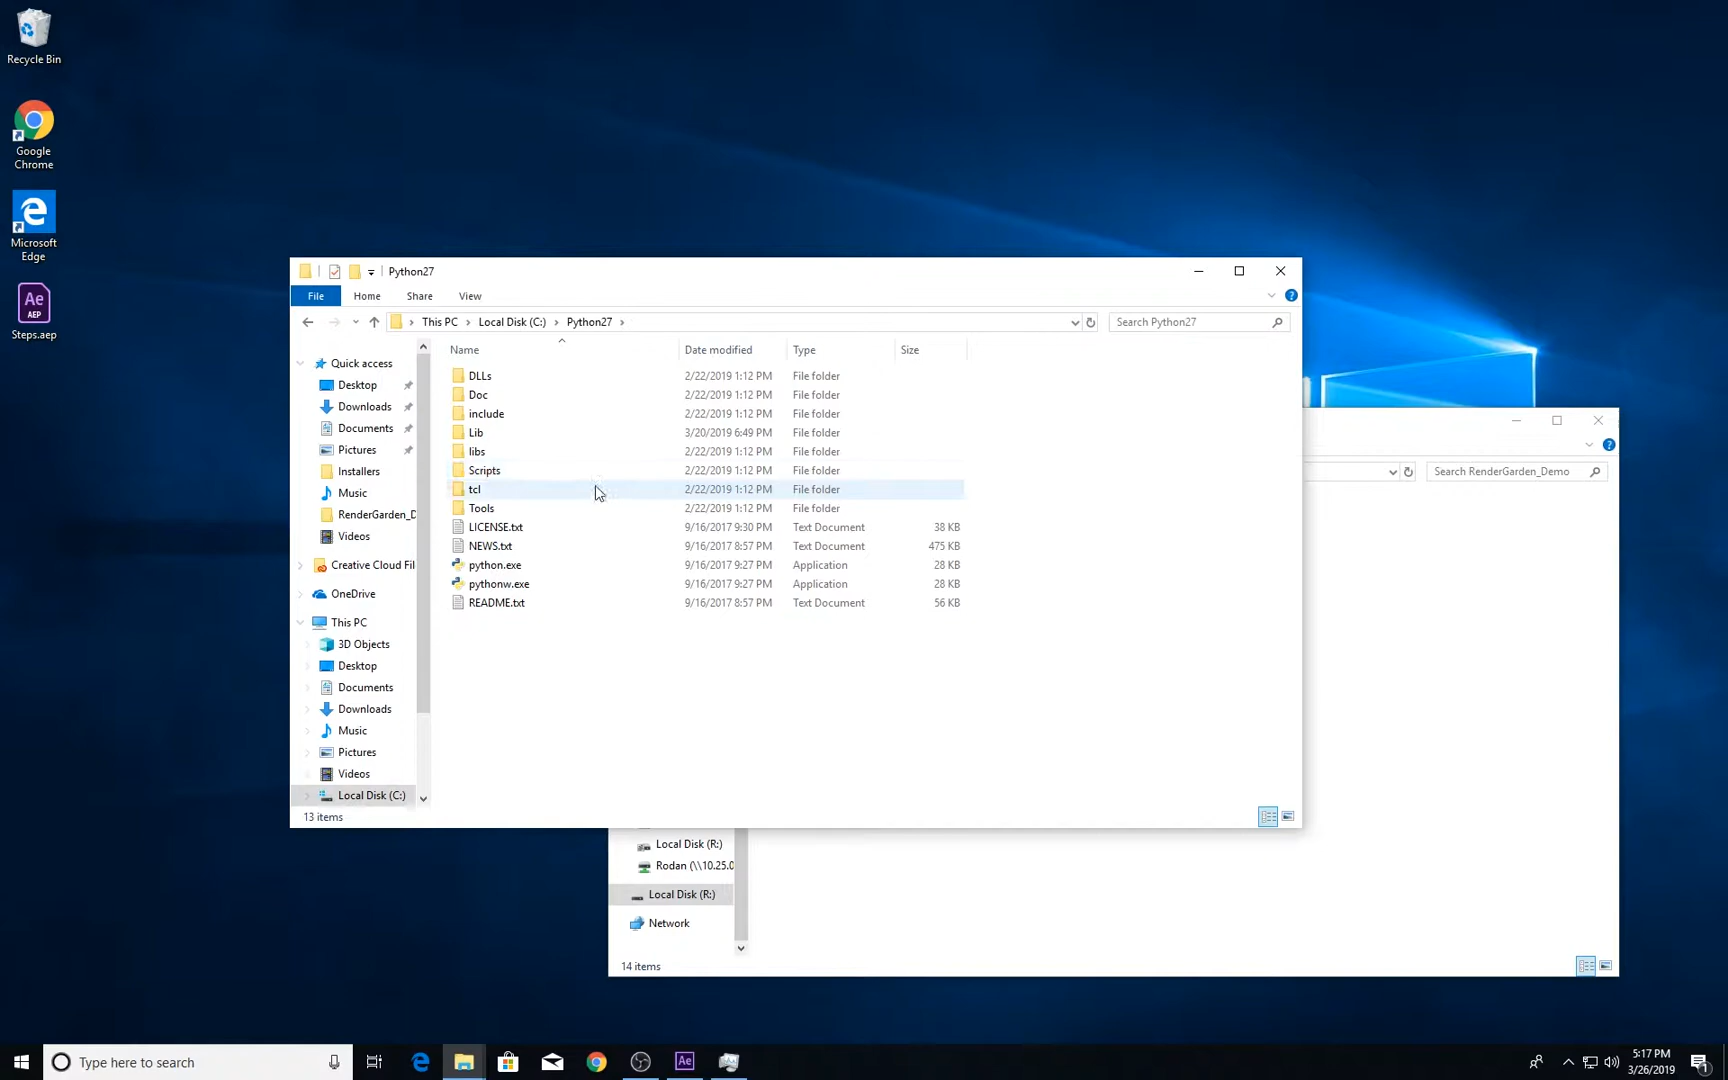 Recycle Bin
Google
Chrome
Microsoft
Edge
Ae
AEP
Steps.aep
Python27
File Home Share View
This PC Local Disk (C:) Python27
Search Python27
Name Date modified Type Size
Quick access
Desktop
Downloads
Documents
Pictures
Installers
Music
RenderGarden_D
Videos
Creative Cloud Fil
OneDrive
This PC
3D Objects
Desktop
Documents
Downloads
Music
Pictures
Videos
Local Disk (C:)
DLLs 2/22/2019 1:12 PM File folder
Doc 2/22/2019 1:12 PM File folder
include 2/22/2019 1:12 PM File folder
Lib 3/20/2019 6:49 PM File folder
libs 2/22/2019 1:12 PM File folder
Scripts 2/22/2019 1:12 PM File folder
tcl 2/22/2019 1:12 PM File folder
Tools 2/22/2019 1:12 PM File folder
LICENSE.txt 9/16/2017 9:30 PM Text Document 38 KB
NEWS.txt 9/16/2017 8:57 PM Text Document 475 KB
python.exe 9/16/2017 9:27 PM Application 28 KB
pythonw.exe 9/16/2017 9:27 PM Application 28 KB
README.txt 9/16/2017 8:57 PM Text Document 56 KB
13 items
Search RenderGarden_Demo
Local Disk (R:)
Rodan (\\10.25.0
Local Disk (R:)
Network
14 items
Type here to search
Ae
5:17 PM
3/26/2019
1